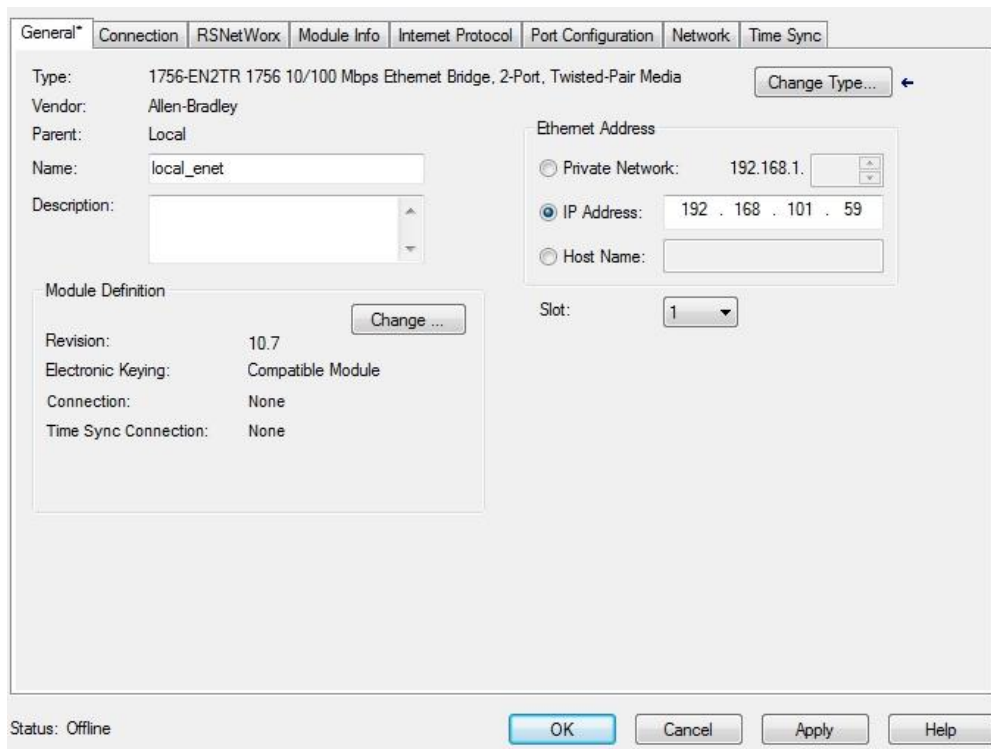 General* Connection RSNetWorx Module Info Internet Protocol Port Configuration Network Time Sync
Type: 1756-EN2TR 1756 10/100 Mbps Ethernet Bridge, 2-Port, Twisted-Pair Media Change Type...
Vendor: Allen-Bradley
Parent: Local
Name: local_enet
Description:
Ethernet Address
Private Network: 192.168.1.
IP Address: 192 . 168 . 101 . 59
Host Name:
Module Definition
Change ...
Revision: 10.7
Electronic Keying: Compatible Module
Connection: None
Time Sync Connection: None
Slot: 1
Status: Offline OK Cancel Apply Help